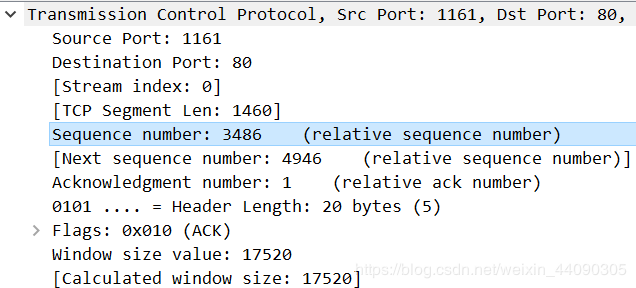 Transmission Control Protocol, Src Port: 1161, Dst Port: 80,
Source Port: 1161
Destination Port: 80
[Stream index: 0]
[TCP Segment Len: 1460]
Sequence number: 3486    (relative sequence number)
[Next sequence number: 4946    (relative sequence number)]
Acknowledgment number: 1    (relative ack number)
0101 .... = Header Length: 20 bytes (5)
Flags: 0x010 (ACK)
Window size value: 17520
[Calculated window size: 17520]
https://blog.csdn.net/weixin_44090305